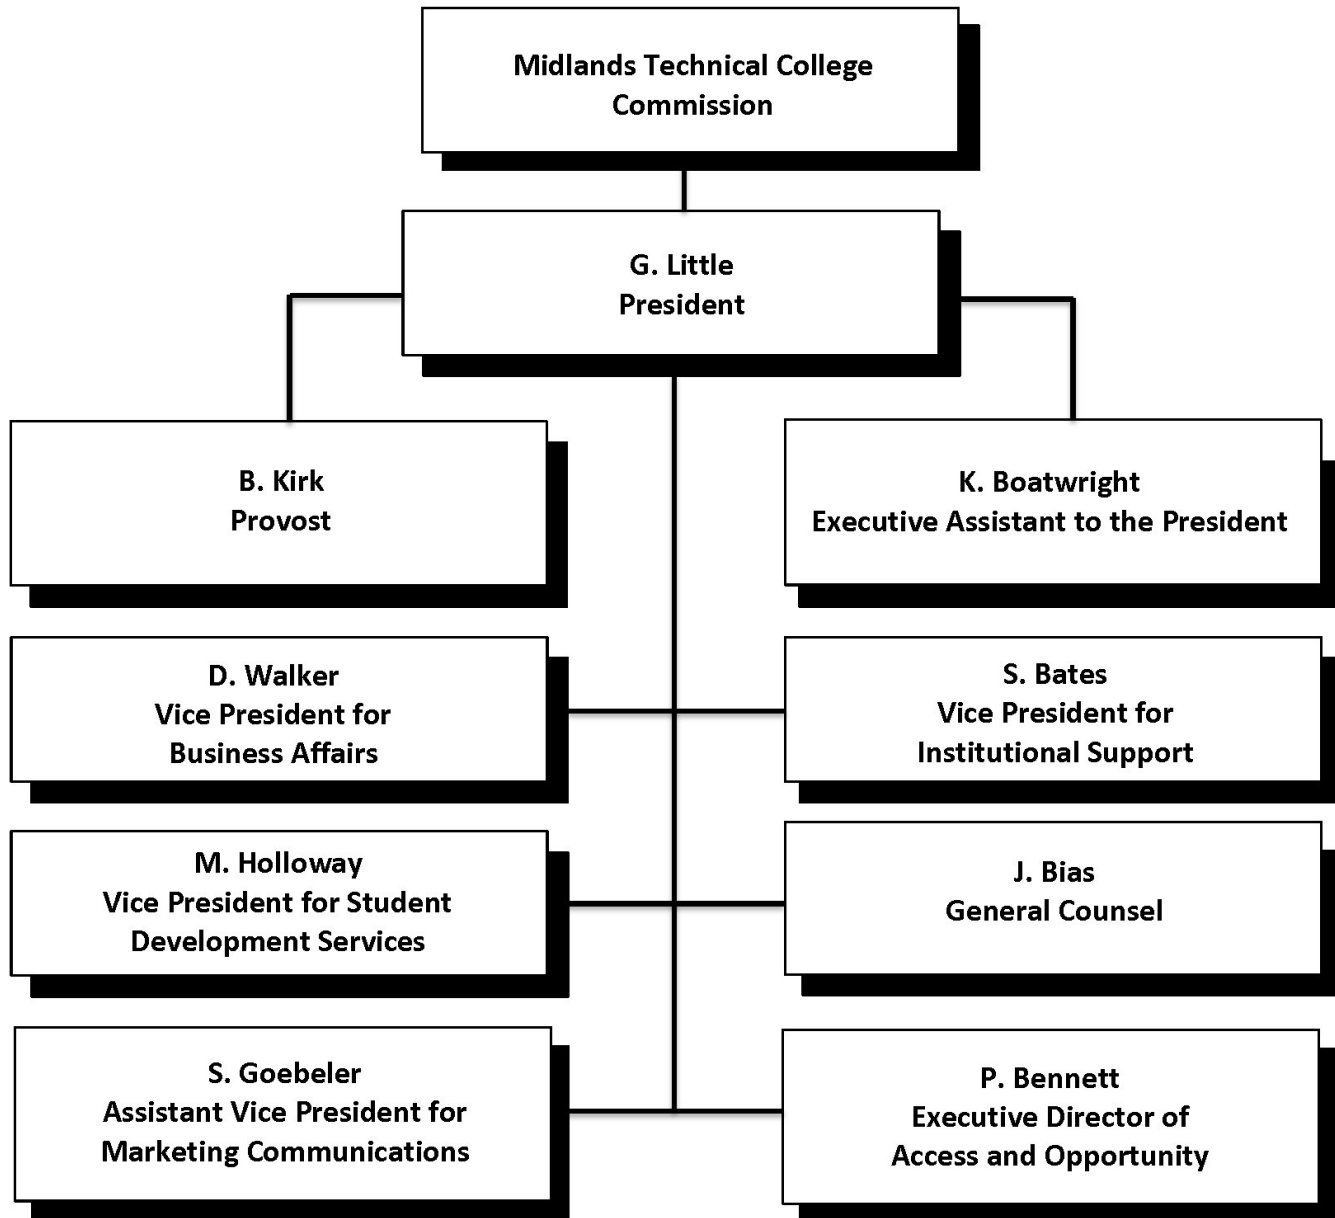 Midlands Technical College
Commission
G. Little
President
B. Kirk
Provost
K. Boatwright
Executive Assistant to the President
D. Walker
Vice President for
Business Affairs
S. Bates
Vice President for
Institutional Support
M. Holloway
Vice President for Student
Development Services
J. Bias
General Counsel
S. Goebeler
Assistant Vice President for
Marketing Communications
P. Bennett
Executive Director of
Access and Opportunity